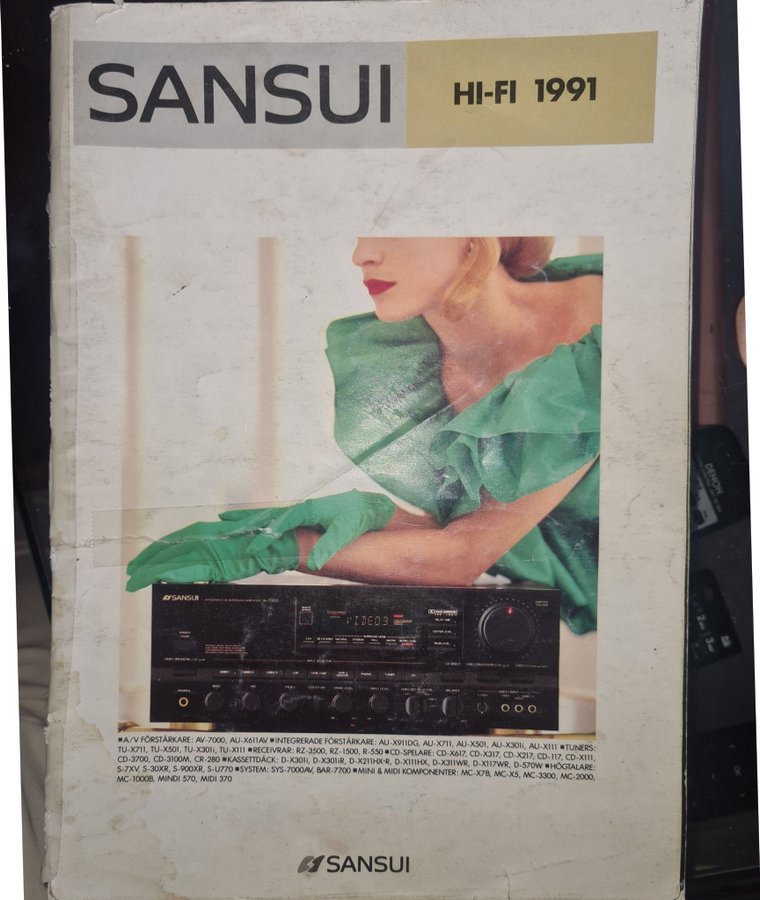 SANSUI
HI-FI 1991
SANSUI
VIDEO3
■A/V FÖRSTÄRKARE: AV-7000, AU-X611AV ■INTEGRERADE FÖRSTÄRKARE: AU-X911DG, AU-X711, AU-X501, AU-X301i, AU-X111 ■TUNERS:
TU-X711, TU-X501, TU-X301i, TU-X111 ■RECEIVRAR: RZ-3500, RZ-1500, R-550 ■CD-SPELARE: CD-X617, CD-X317, CD-X217, CD-117, CD-X111,
CD-3700, CD-3100M, CR-280 ■KASSETTDÄCK: D-X301i, D-X301iR, D-X211HX-R, D-X111HX, D-X311WR, D-X117WR, D-570W ■HÖGTALARE:
S-7XV, S-30XR, S-900XR, S-U770 ■SYSTEM: SYS-7000AV, BAR-7700 ■MINI & MIDI KOMPONENTER: MC-X7B, MC-X5, MC-3300, MC-2000,
MC-1000B, MINDI 570, MIDI 370
SANSUI
DENON